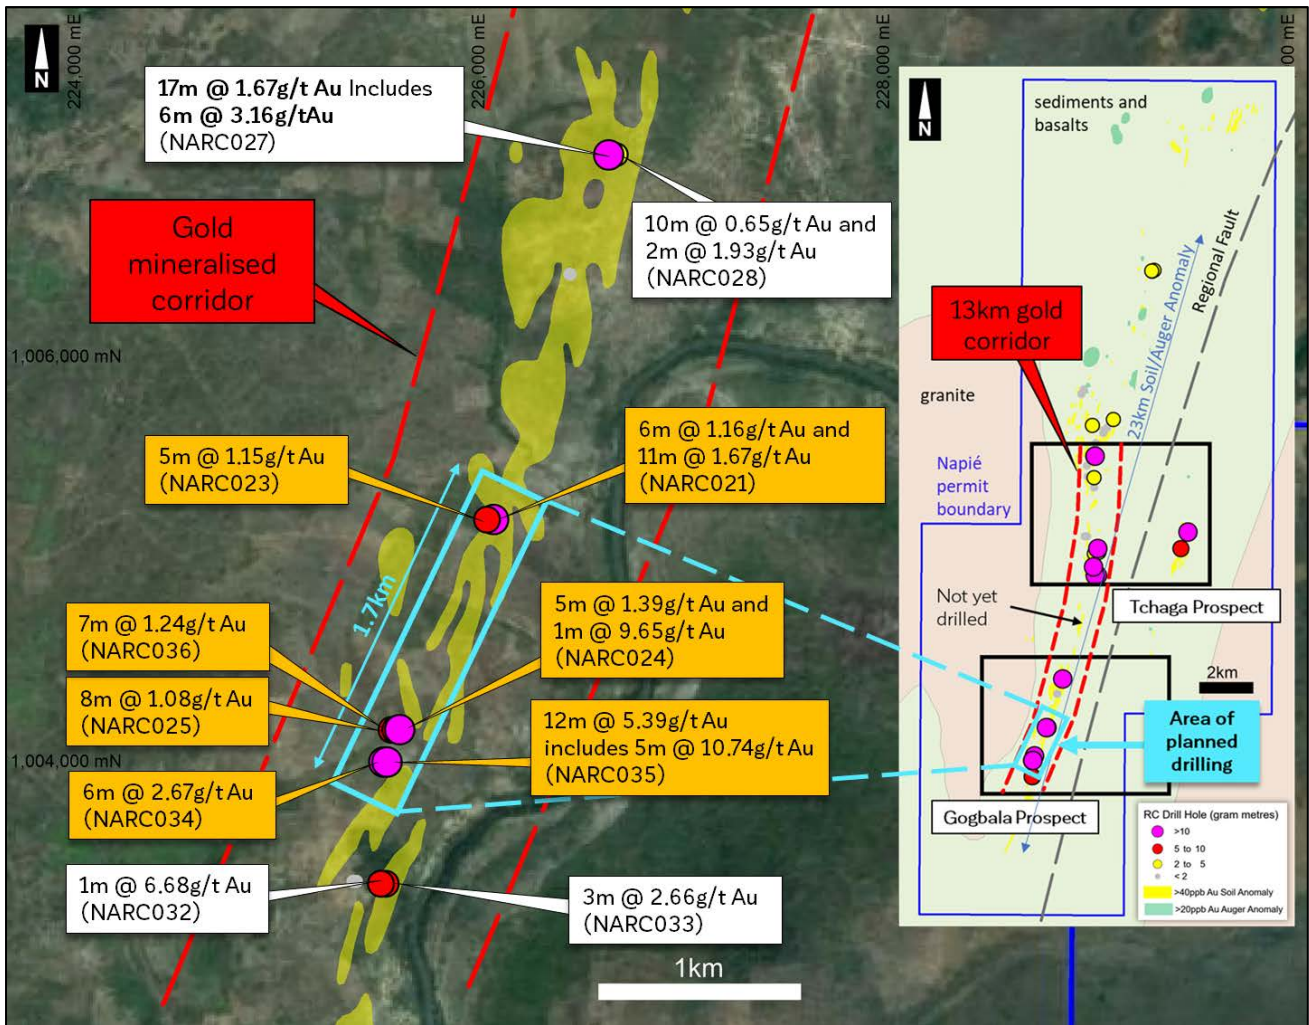 N
224,000 mE
226,000 mE
228,000 mE
00 mE
17m @ 1.67g/t Au Includes
6m @ 3.16g/tAu
(NARC027)
10m @ 0.65g/t Au and
2m @ 1.93g/t Au
(NARC028)
Gold
mineralised
corridor
1,006,000 mN
5m @ 1.15g/t Au
(NARC023)
6m @ 1.16g/t Au and
11m @ 1.67g/t Au
(NARC021)
1.7km
7m @ 1.24g/t Au
(NARC036)
5m @ 1.39g/t Au and
1m @ 9.65g/t Au
(NARC024)
8m @ 1.08g/t Au
(NARC025)
12m @ 5.39g/t Au
includes 5m @ 10.74g/t Au
(NARC035)
1,004,000 mN
6m @ 2.67g/t Au
(NARC034)
1m @ 6.68g/t Au
(NARC032)
3m @ 2.66g/t Au
(NARC033)
1km
N
sediments and
basalts
Regional Fault
23km Soil/Auger Anomaly
13km gold
corridor
granite
Napié
permit
boundary
Not yet
drilled
Tchaga Prospect
2km
Area of
planned
drilling
Gogbala Prospect
RC Drill Hole (gram metres)
>10
5 to 10
2 to 5
<2
>40ppb Au Soil Anomaly
>20ppb Au Auger Anomaly